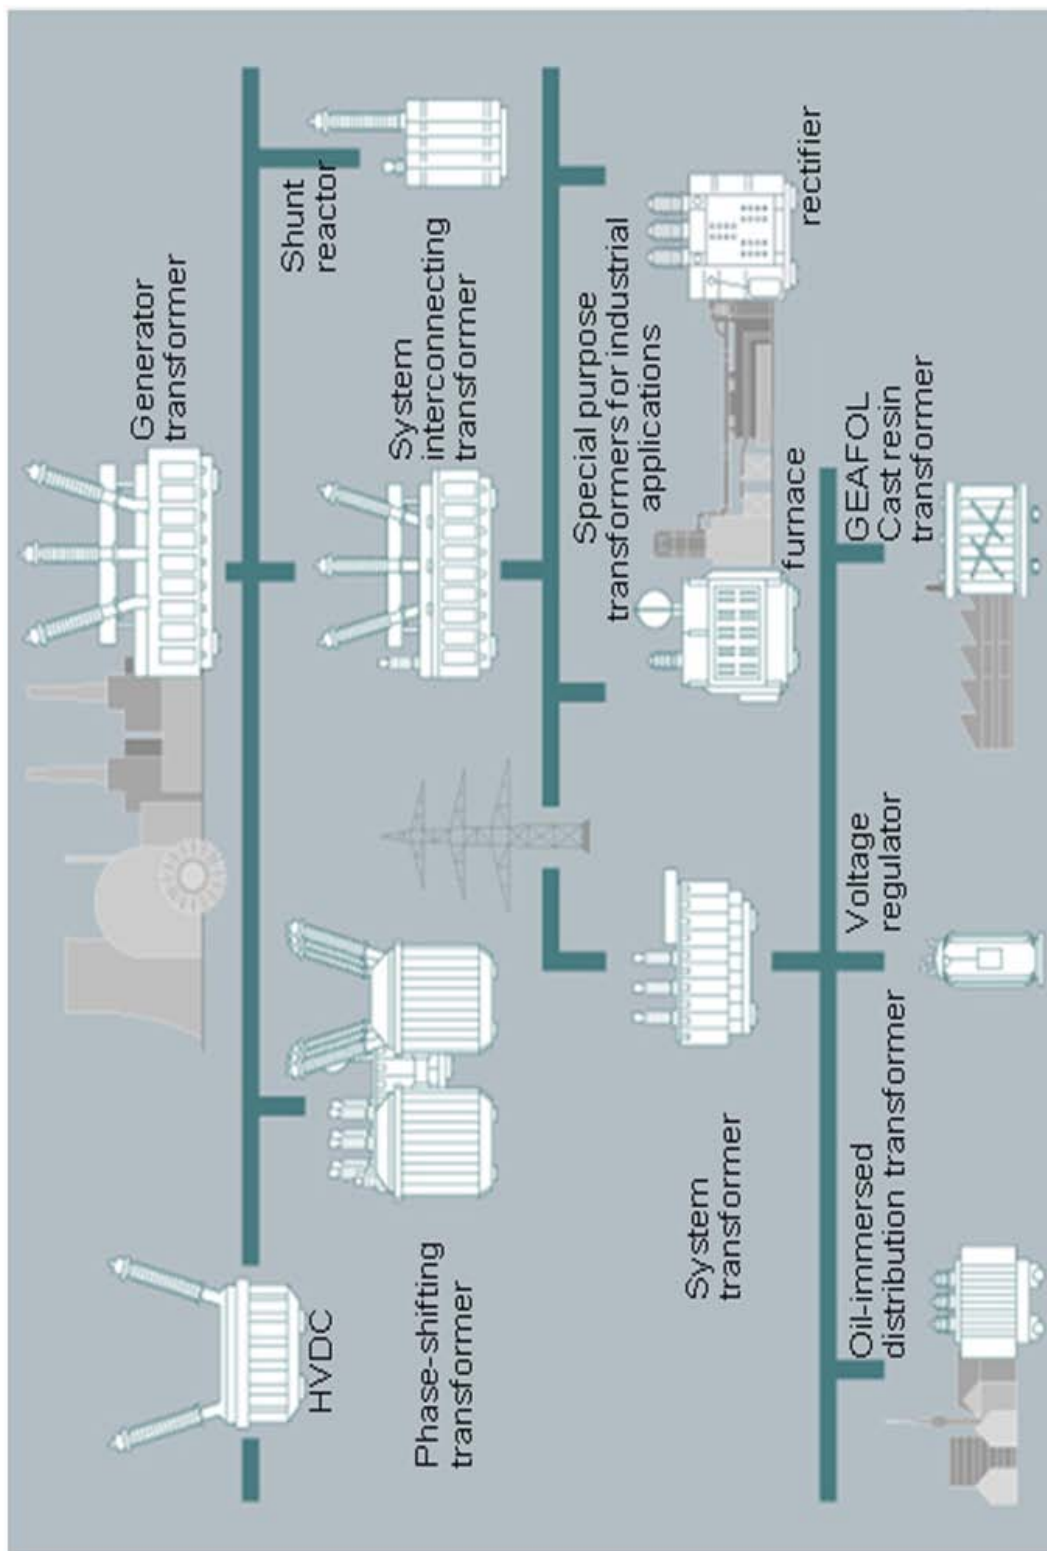 Generator
transformer
HVDC
Phase-shifting
transformer
System
interconnecting
transformer
Shunt
reactor
System
transformer
Special purpose
transformers for industrial
applications
furnace
rectifier
Oil-immersed
distribution transformer
Voltage
regulator
GEAFOL
Cast resin
transformer